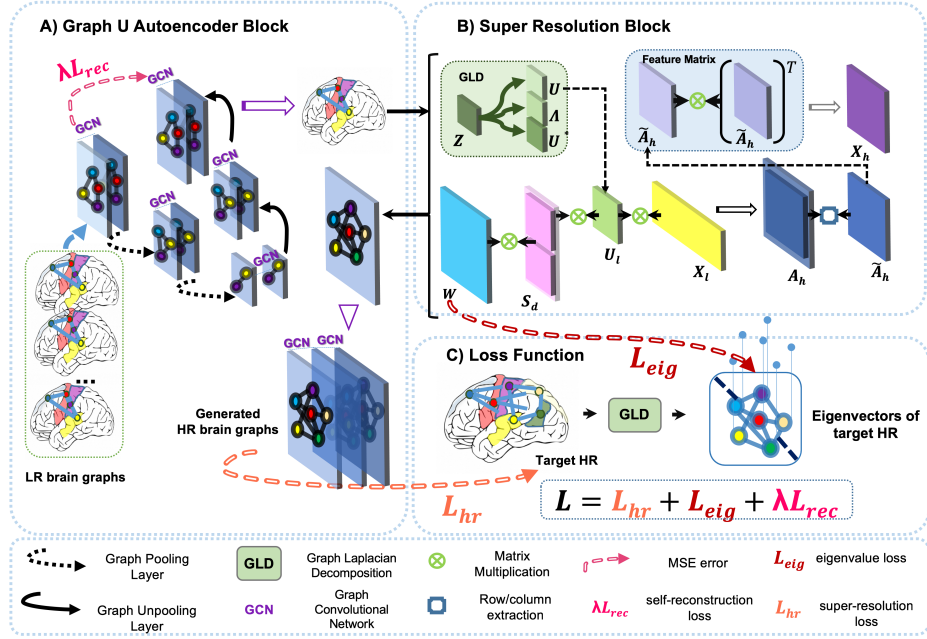 A) Graph U Autoencoder Block
λL_rec
GCN
GCN
GCN
GCN
GCN
GCN
LR brain graphs
GCN GCN
Generated
HR brain graphs
L_hr
B) Super Resolution Block
GLD
Z
U
Λ
U*
Feature Matrix
Ã_h
Ã_h
T
X_h
W
S_d
U_l
X_l
A_h
Ã_h
C) Loss Function
L_eig
Target HR
GLD
Eigenvectors of
target HR
L = L_hr + L_eig + λL_rec
Graph Pooling
Layer
GLD
Graph Laplacian
Decomposition
Matrix
Multiplication
MSE error
L_eig eigenvalue loss
Graph Unpooling
Layer
GCN
Graph
Convolutional
Network
Row/column
extraction
λL_rec
self-reconstruction
loss
L_hr
super-resolution
loss